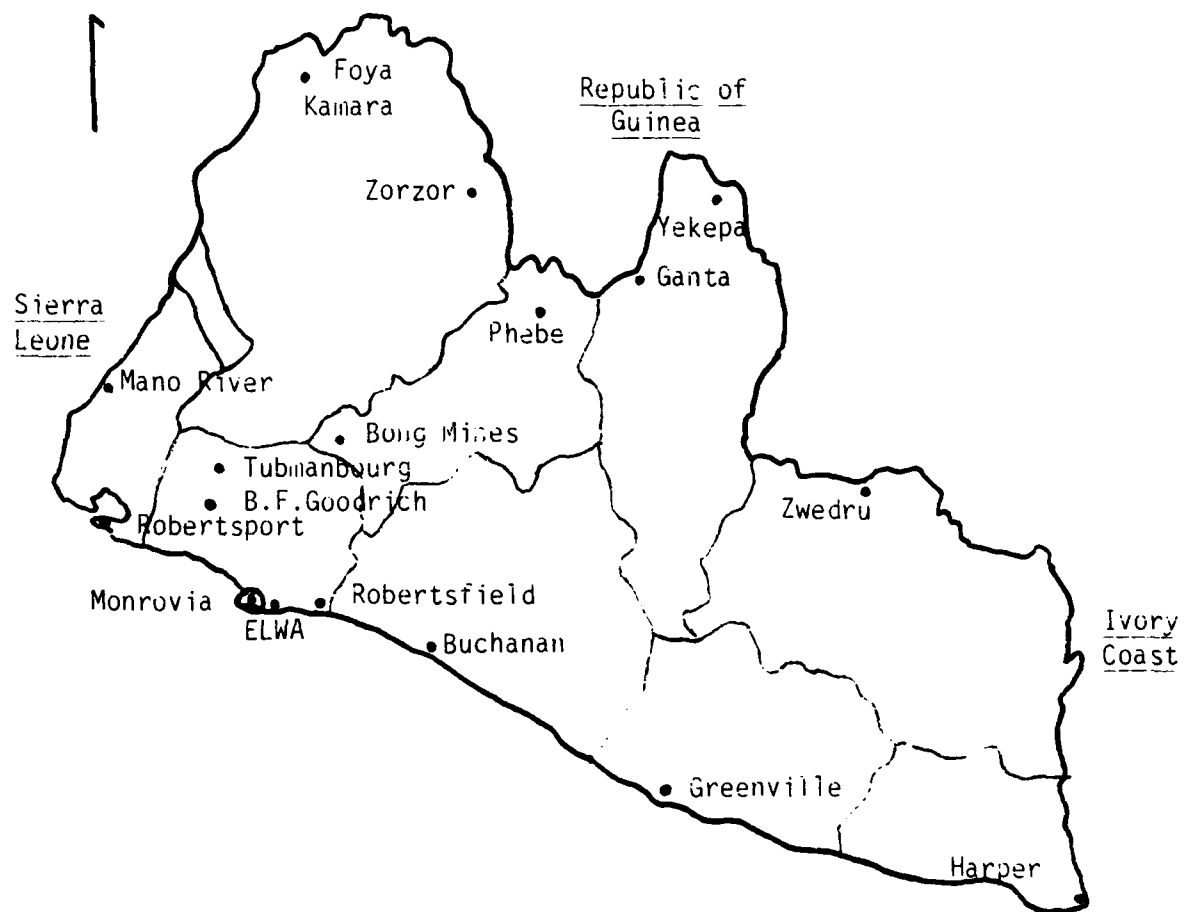 Foya
Kamara
Republic of
Guinea
Zorzor
Yekepa
Ganta
Sierra
Leone
Phebe
Mano River
Bong Mines
Tubmanbourg
B.F.Goodrich
Zwedru
Robertsport
Monrovia
Robertsfield
ELWA
Buchanan
Ivory
Coast
Greenville
Harper